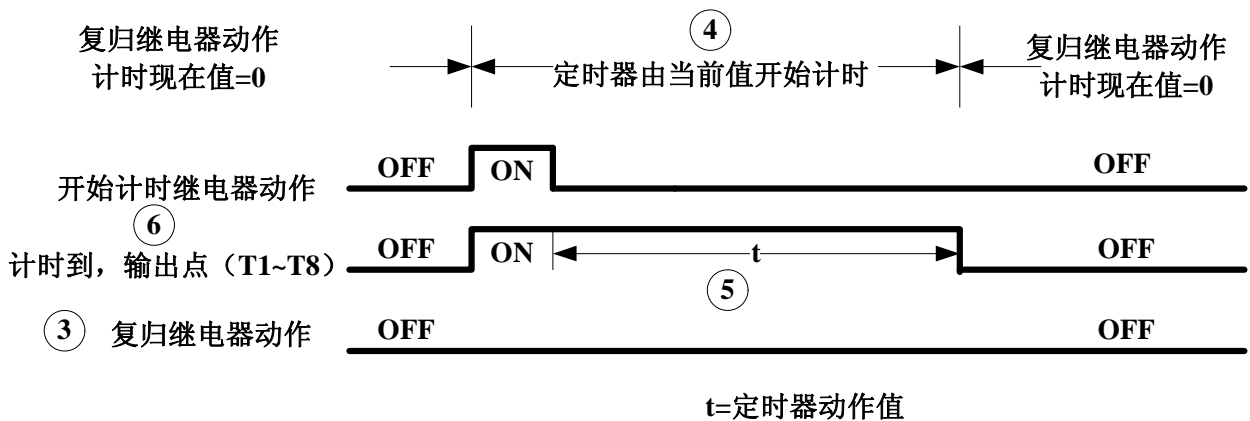 复归继电器动作
计时现在值=0
④
定时器由当前值开始计时
复归继电器动作
计时现在值=0
开始计时继电器动作
OFF
ON
OFF
⑥
计时到，输出点（T1~T8）
OFF
ON
t
OFF
⑤
③ 复归继电器动作
OFF
OFF
t=定时器动作值